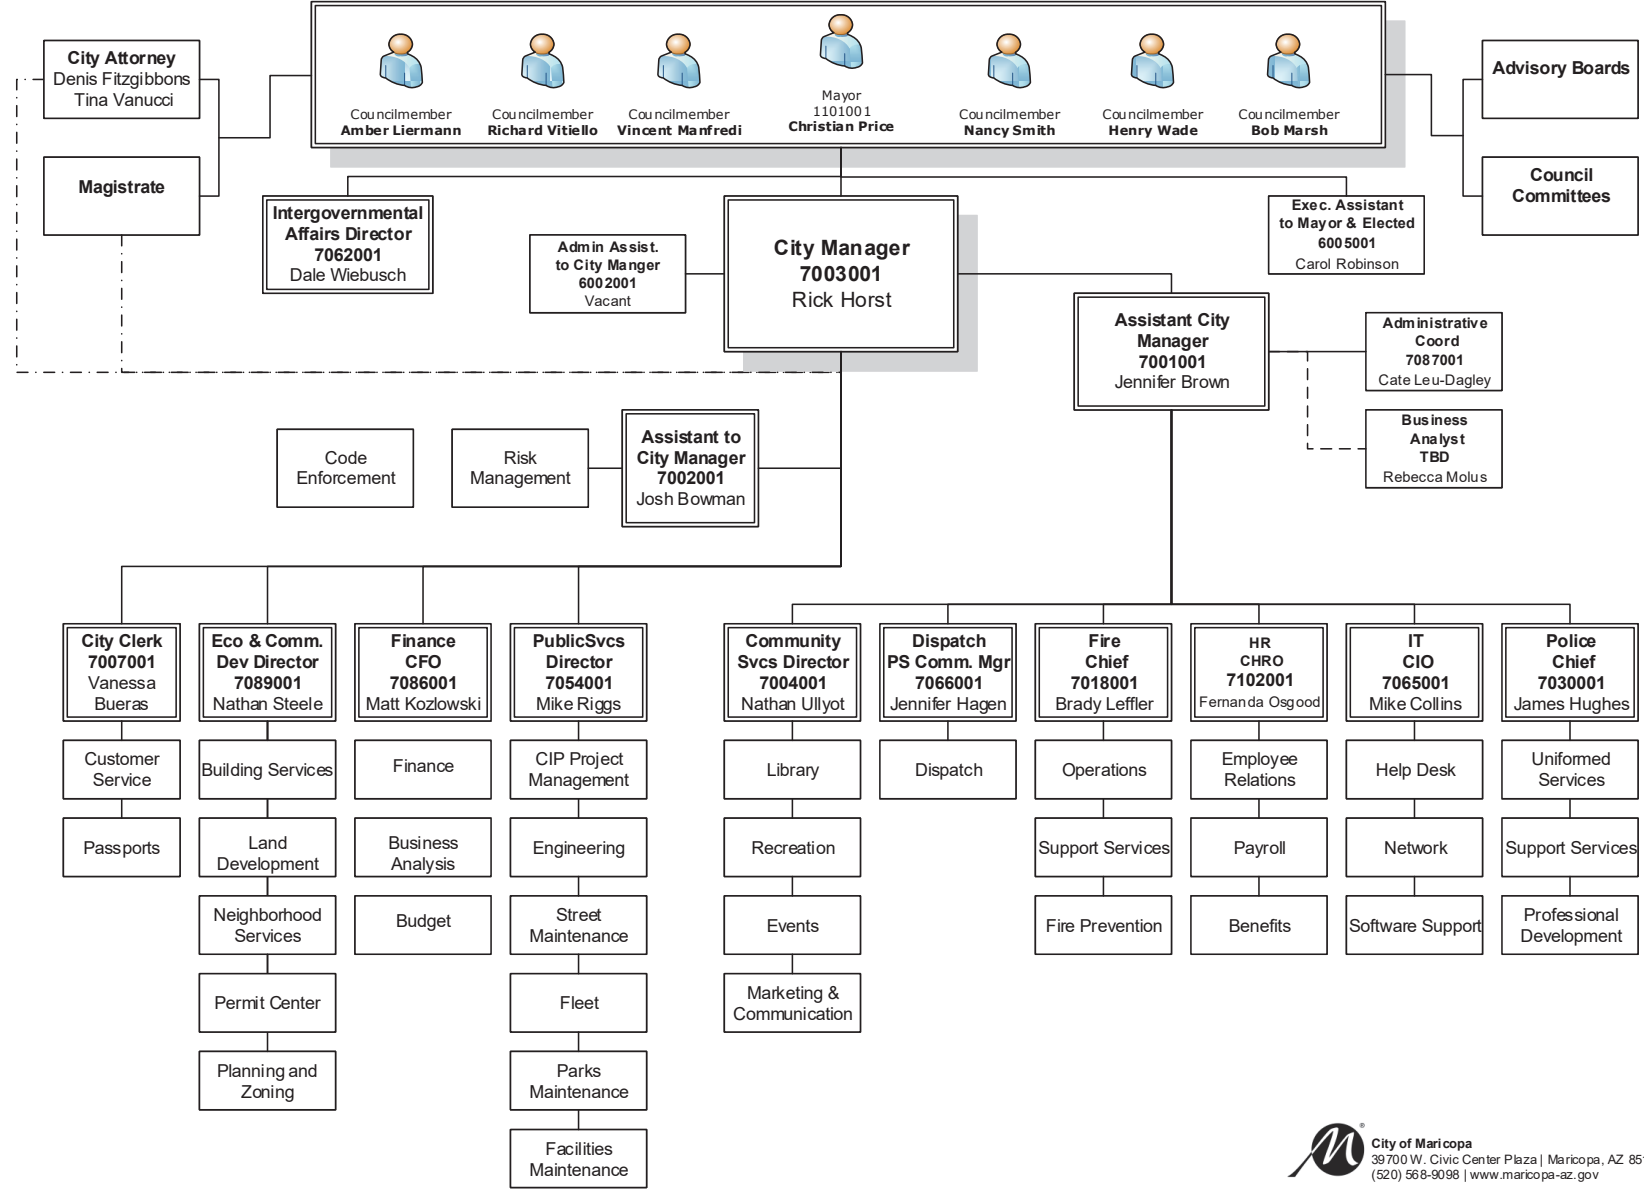 City Attorney
Denis Fitzgibbons
Tina Vanucci
Magistrate
Councilmember
Amber Liermann
Councilmember
Richard Vitiello
Councilmember
Vincent Manfredi
Mayor
1101001
Christian Price
Councilmember
Nancy Smith
Councilmember
Henry Wade
Councilmember
Bob Marsh
Advisory Boards
Council
Committees
Intergovernmental
Affairs Director
7062001
Dale Wiebusch
Admin Assist.
to City Manger
6002001
Vacant
City Manager
7003001
Rick Horst
Exec. Assistant
to Mayor & Elected
6005001
Carol Robinson
Assistant City
Manager
7001001
Jennifer Brown
Administrative
Coord
7087001
Cate Leu-Dagley
Business
Analyst
TBD
Rebecca Molus
Code
Enforcement
Risk
Management
Assistant to
City Manager
7002001
Josh Bowman
City Clerk
7007001
Vanessa
Bueras
Customer
Service
Passports
Eco & Comm.
Dev Director
7089001
Nathan Steele
Building Services
Land
Development
Neighborhood
Services
Permit Center
Planning and
Zoning
Finance
CFO
7086001
Matt Kozlowski
Finance
Business
Analysis
Budget
PublicSvcs
Director
7054001
Mike Riggs
CIP Project
Management
Engineering
Street
Maintenance
Fleet
Parks
Maintenance
Facilities
Maintenance
Community
Svcs Director
7004001
Nathan Ullyot
Library
Recreation
Events
Marketing &
Communication
Dispatch
PS Comm. Mgr
7066001
Jennifer Hagen
Dispatch
Fire
Chief
7018001
Brady Leffler
Operations
Support Services
Fire Prevention
HR
CHRO
7102001
Fernanda Osgood
Employee
Relations
Payroll
Benefits
IT
CIO
7065001
Mike Collins
Help Desk
Network
Software Support
Police
Chief
7030001
James Hughes
Uniformed
Services
Support Services
Professional
Development
M®
City of Maricopa
39700 W. Civic Center Plaza | Maricopa, AZ
(520) 568-9098 | www.maricopa-az.gov